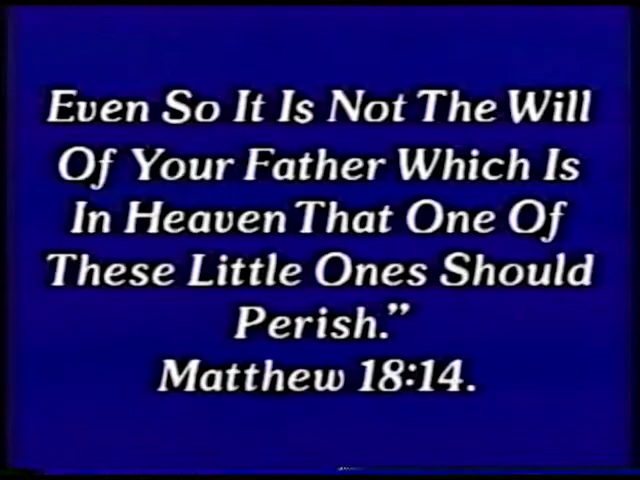 Even So It Is Not The Will
Of Your Father Which Is
In Heaven That One Of
These Little Ones Should
Perish.”
Matthew 18:14.